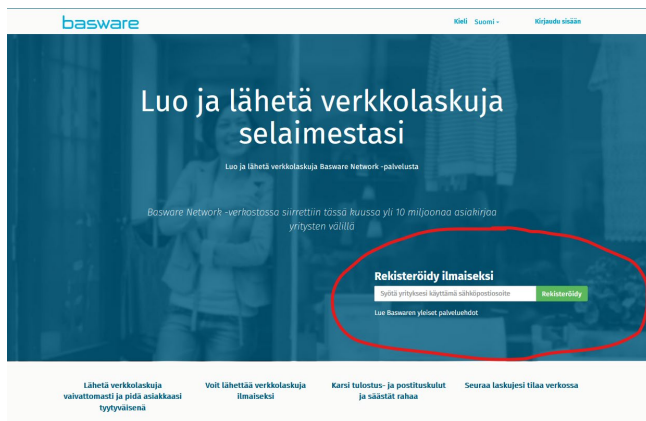 basware
Kieli Suomi
Kirjaudu sisään
Luo ja lähetä verkkolaskuja
selaimestasi
Luo ja lähetä verkkolaskuja Basware Network -palvelusta
Basware Network -verkostossa siirrettiin tässä kuussa yli 10 miljoonaa asiakirjaa
yritysten välillä
Rekisteröidy ilmaiseksi
Syötä yrityksesi käyttämä sähköpostiosoite
Rekisteröidy
Lue Baswaren yleiset palveluehdot
Lähetä verkkolaskuja
vaivattomasti ja pidä asiakkaasi
tyytyväisenä
Voit lähettää verkkolaskuja
ilmaiseksi
Karsi tulostus- ja postituskulut
ja säästät rahaa
Seuraa laskujesi tilaa verkossa